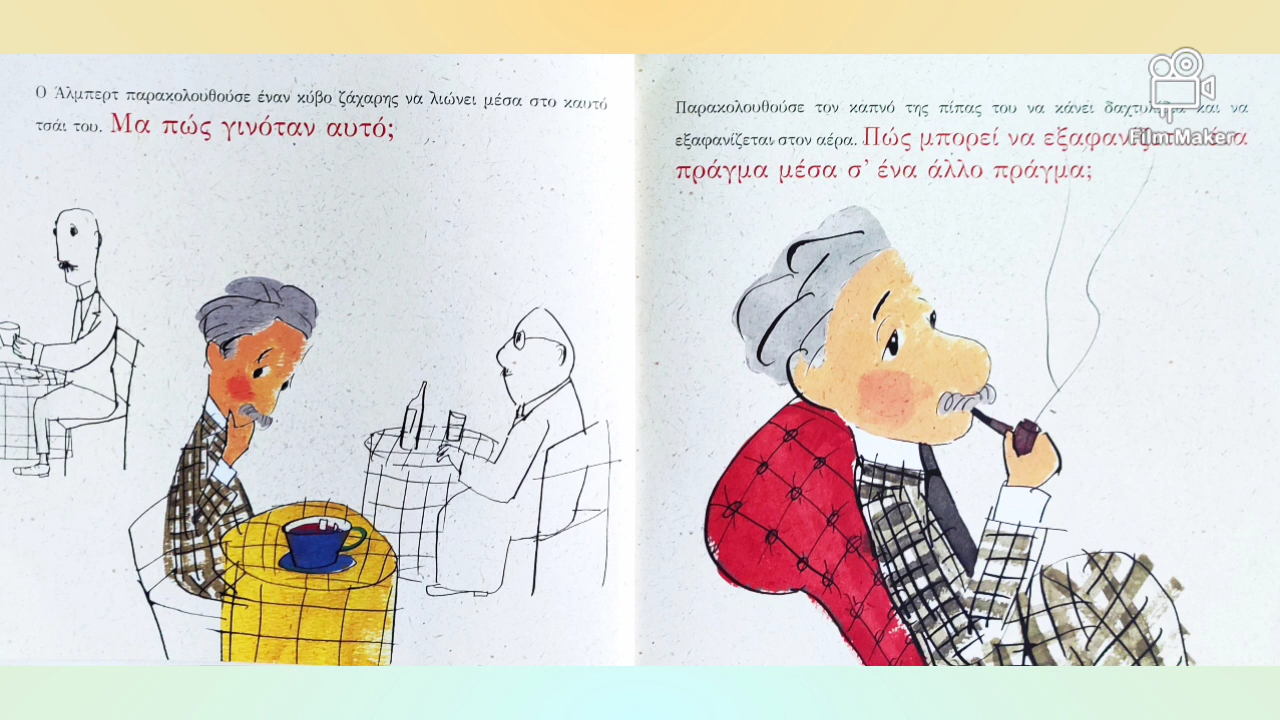 Ο Άλμπερτ παρακολουθούσε έναν κύβο ζάχαρης να λιώνει μέσα στο καυτό
τσάι του. Μα πώς γινόταν αυτό;
Παρακολουθούσε τον καπνό της πίπας του να κάνει και να
εξαφανίζεται στον αέρα. Πώς μπορεί να
πράγμα μέσα σ' ένα άλλο πράγμα;
Film Maker